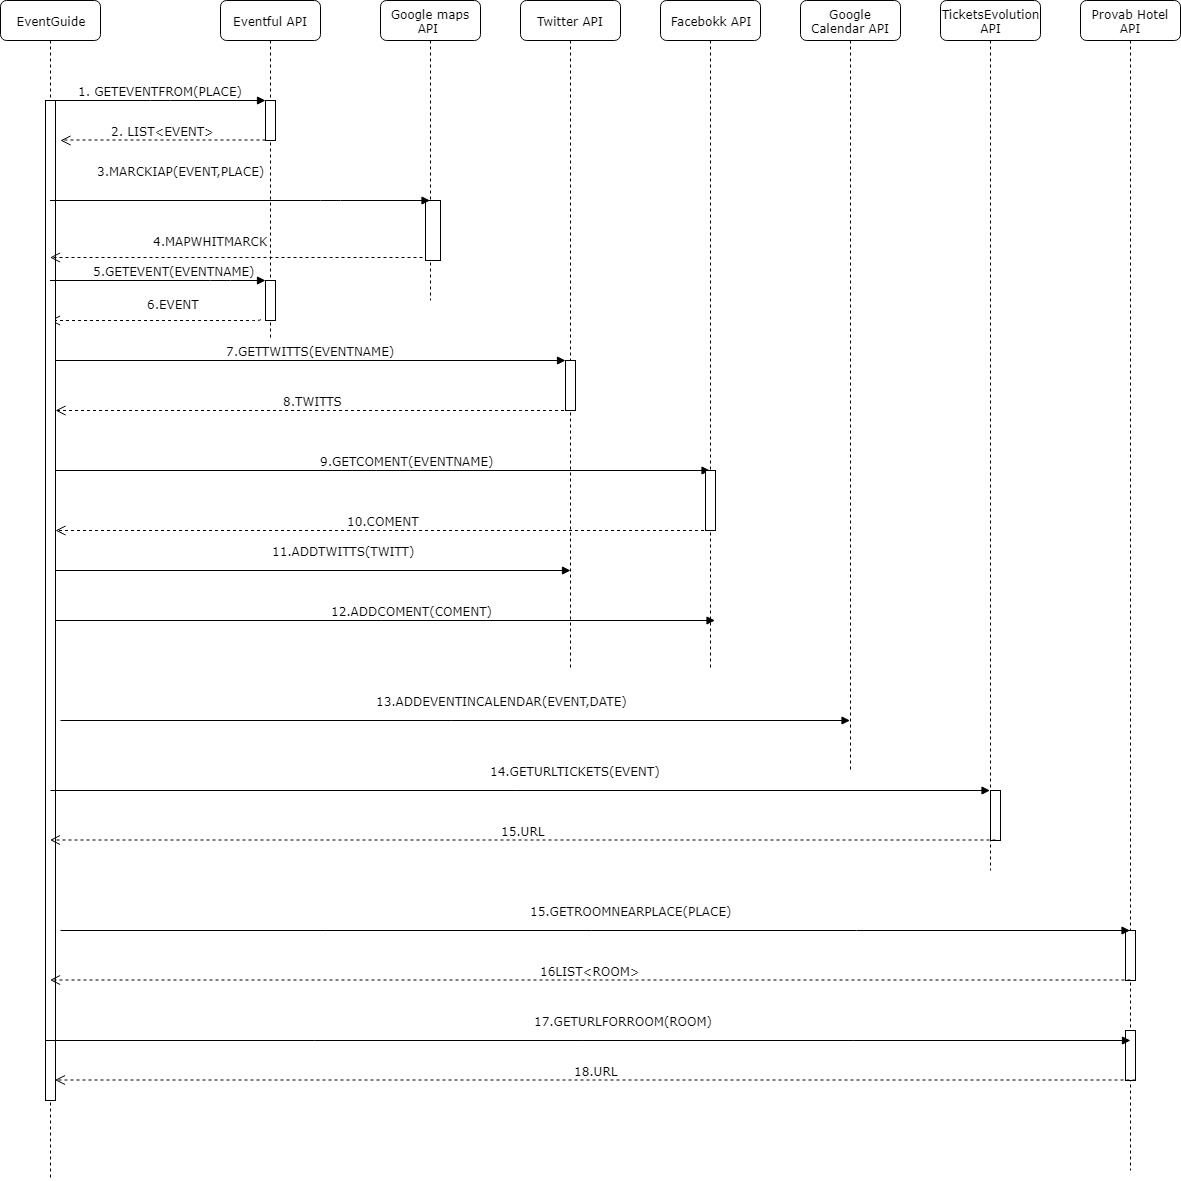 EventGuide
Eventful API
Google maps
API
Twitter API
Facebokk API
Google
Calendar API
TicketsEvolution
API
Provab Hotel
API
1. GETEVENTFROM(PLACE)
2. LIST<EVENT>
3.MARCKIAP(EVENT,PLACE)
4.MAPWHITMARCK
5.GETEVENT(EVENTNAME)
6.EVENT
7.GETTWITTS(EVENTNAME)
8.TWITTS
9.GETCOMENT(EVENTNAME)
10.COMENT
11.ADDTWITTS(TWITT)
12.ADDCOMENT(COMENT)
13.ADDEVENTINCALENDAR(EVENT,DATE)
14.GETURLTICKETS(EVENT)
15.URL
15.GETROOMNEARPLACE(PLACE)
16LIST<ROOM>
17.GETURLFORROOM(ROOM)
18.URL